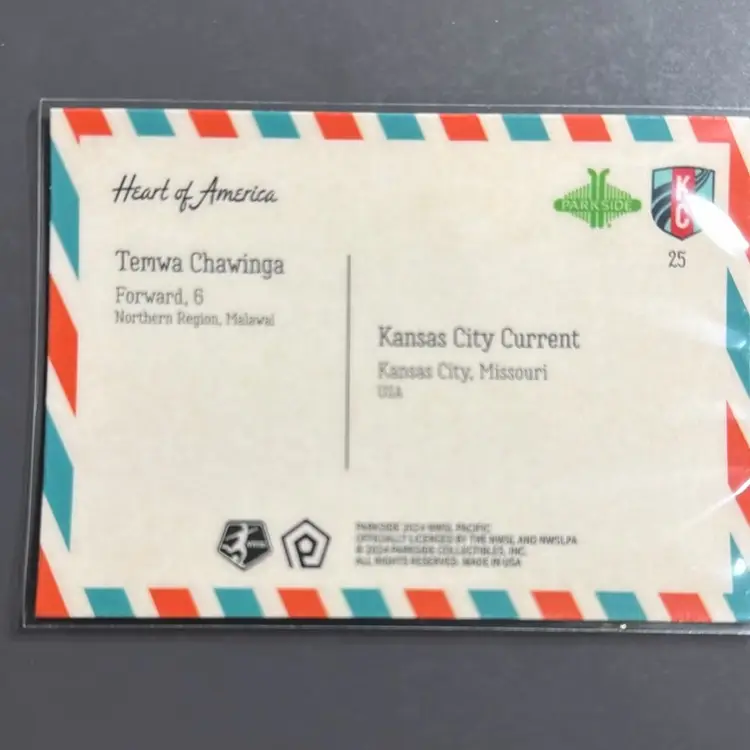 Heart of America
PARKSIDE
KC
25
Temwa Chawinga
Forward, 6
Northern Region, Malawai
Kansas City Current
Kansas City, Missouri
USA
PARKSIDE 2024 NWSL PACIFIC
OFFICIALLY LICENSED BY THE NWSL AND NWSLPA
© 2024 PARKSIDE COLLECTIBLES, INC.
ALL RIGHTS RESERVED. MADE IN USA